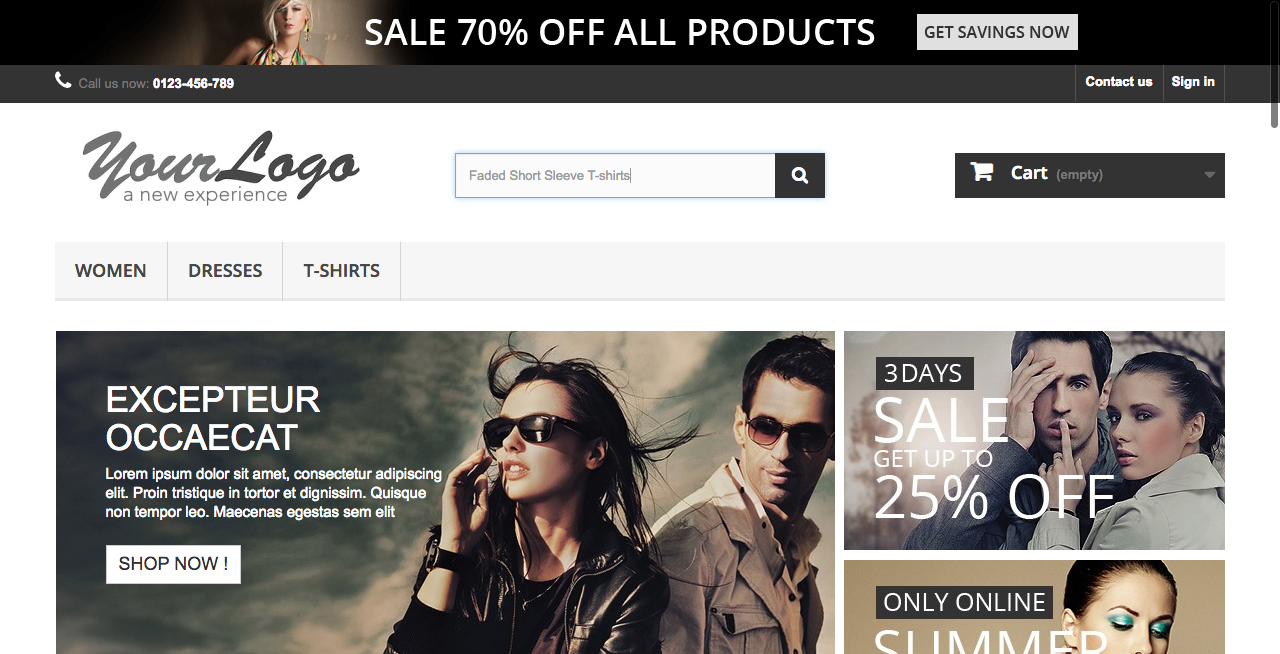 SALE 70% OFF ALL PRODUCTS
GET SAVINGS NOW
Call us now: 0123-456-789
Contact us
Sign in
YourLogo
a new experience
Faded Short Sleeve T-shirts
Cart (empty)
WOMEN
DRESSES
T-SHIRTS
EXCEPTEUR
OCCAECAT
Lorem ipsum dolor sit amet, consectetur adipiscing
elit. Proin tristique in tortor et dignissim. Quisque
non tempor leo. Maecenas egestas sem elit
SHOP NOW !
3 DAYS
SALE
GET UP TO
25% OFF
ONLY ONLINE
SUMMER